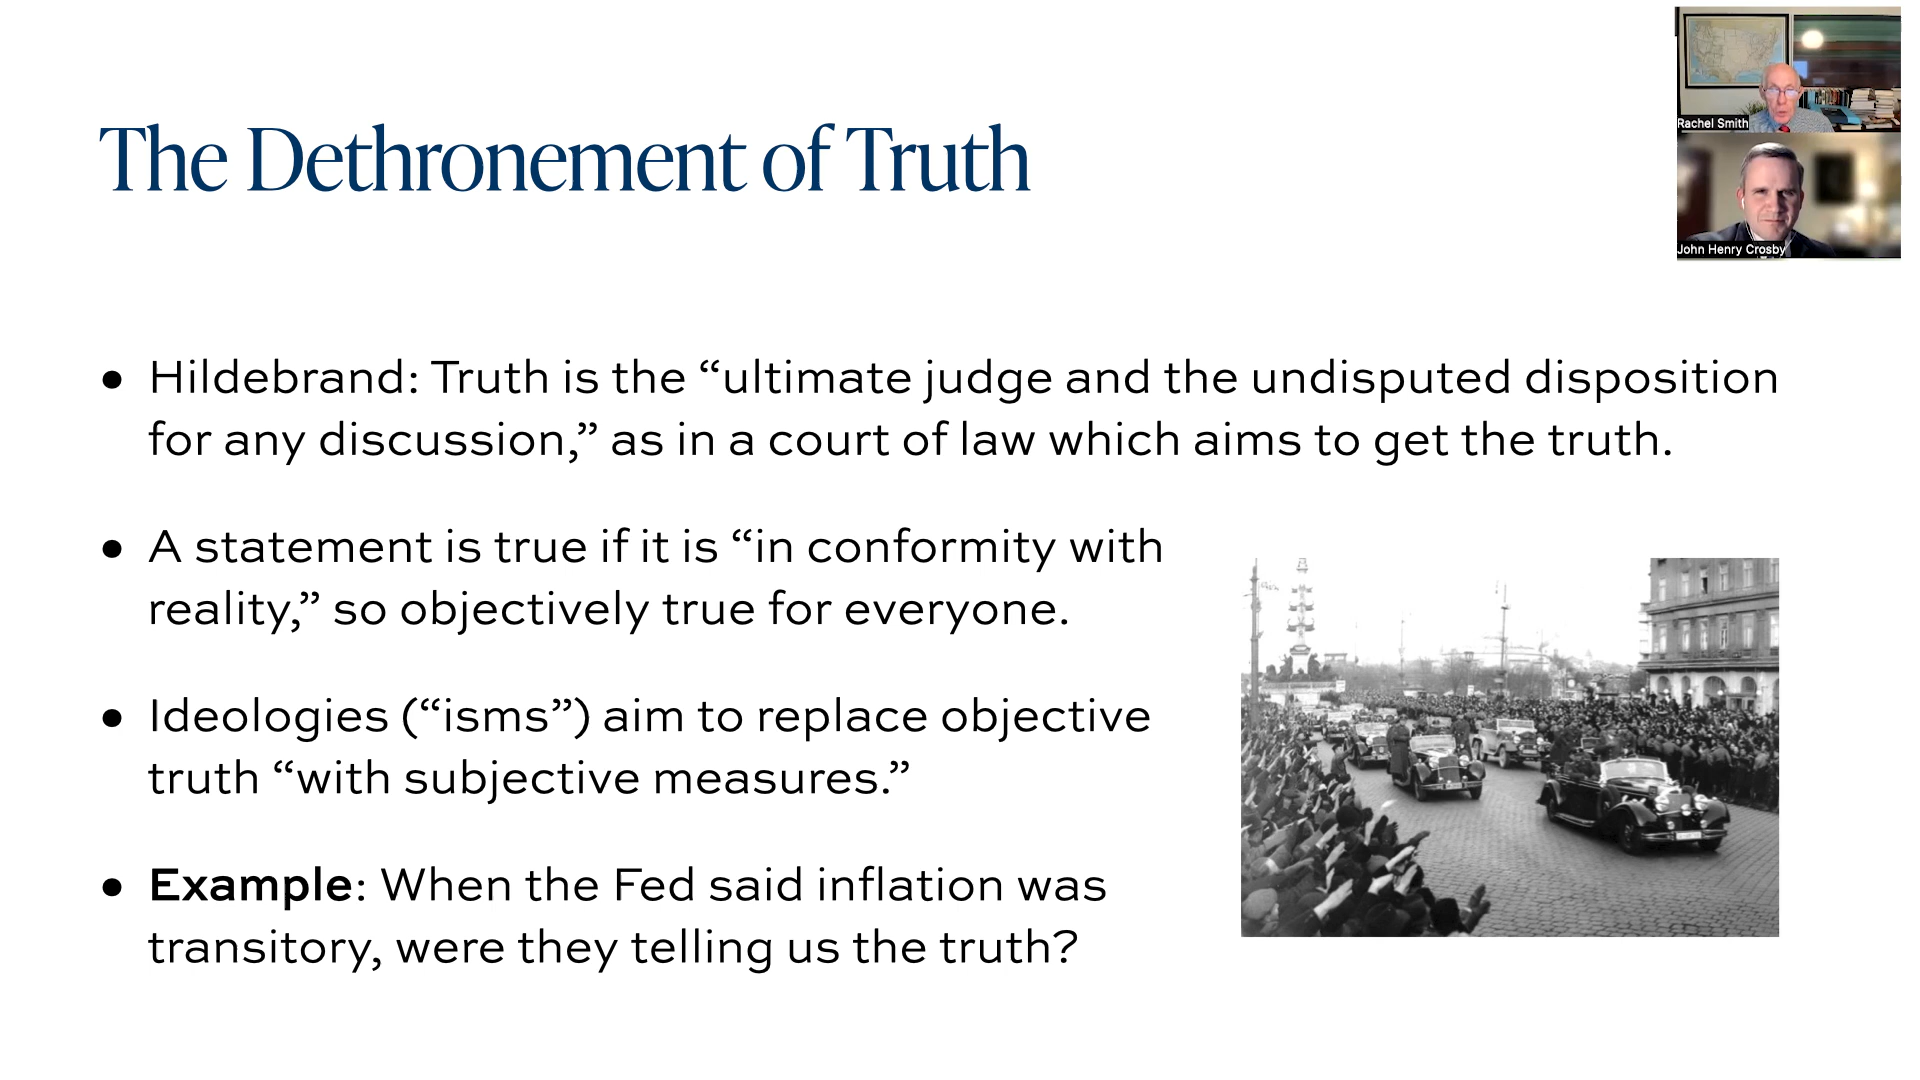 The Dethronement of Truth
Rachel Smith
John Henry Crosby
• Hildebrand: Truth is the “ultimate judge and the undisputed disposition
for any discussion,” as in a court of law which aims to get the truth.
• A statement is true if it is “in conformity with
reality,” so objectively true for everyone.
• Ideologies (“isms”) aim to replace objective
truth “with subjective measures.”
• Example: When the Fed said inflation was
transitory, were they telling us the truth?